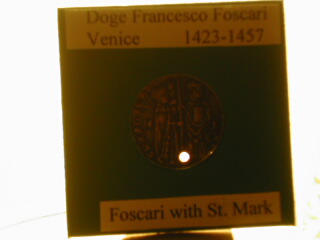 Doge Francesco Foscari
Venice 1423-1457
Foscari with St. Mark